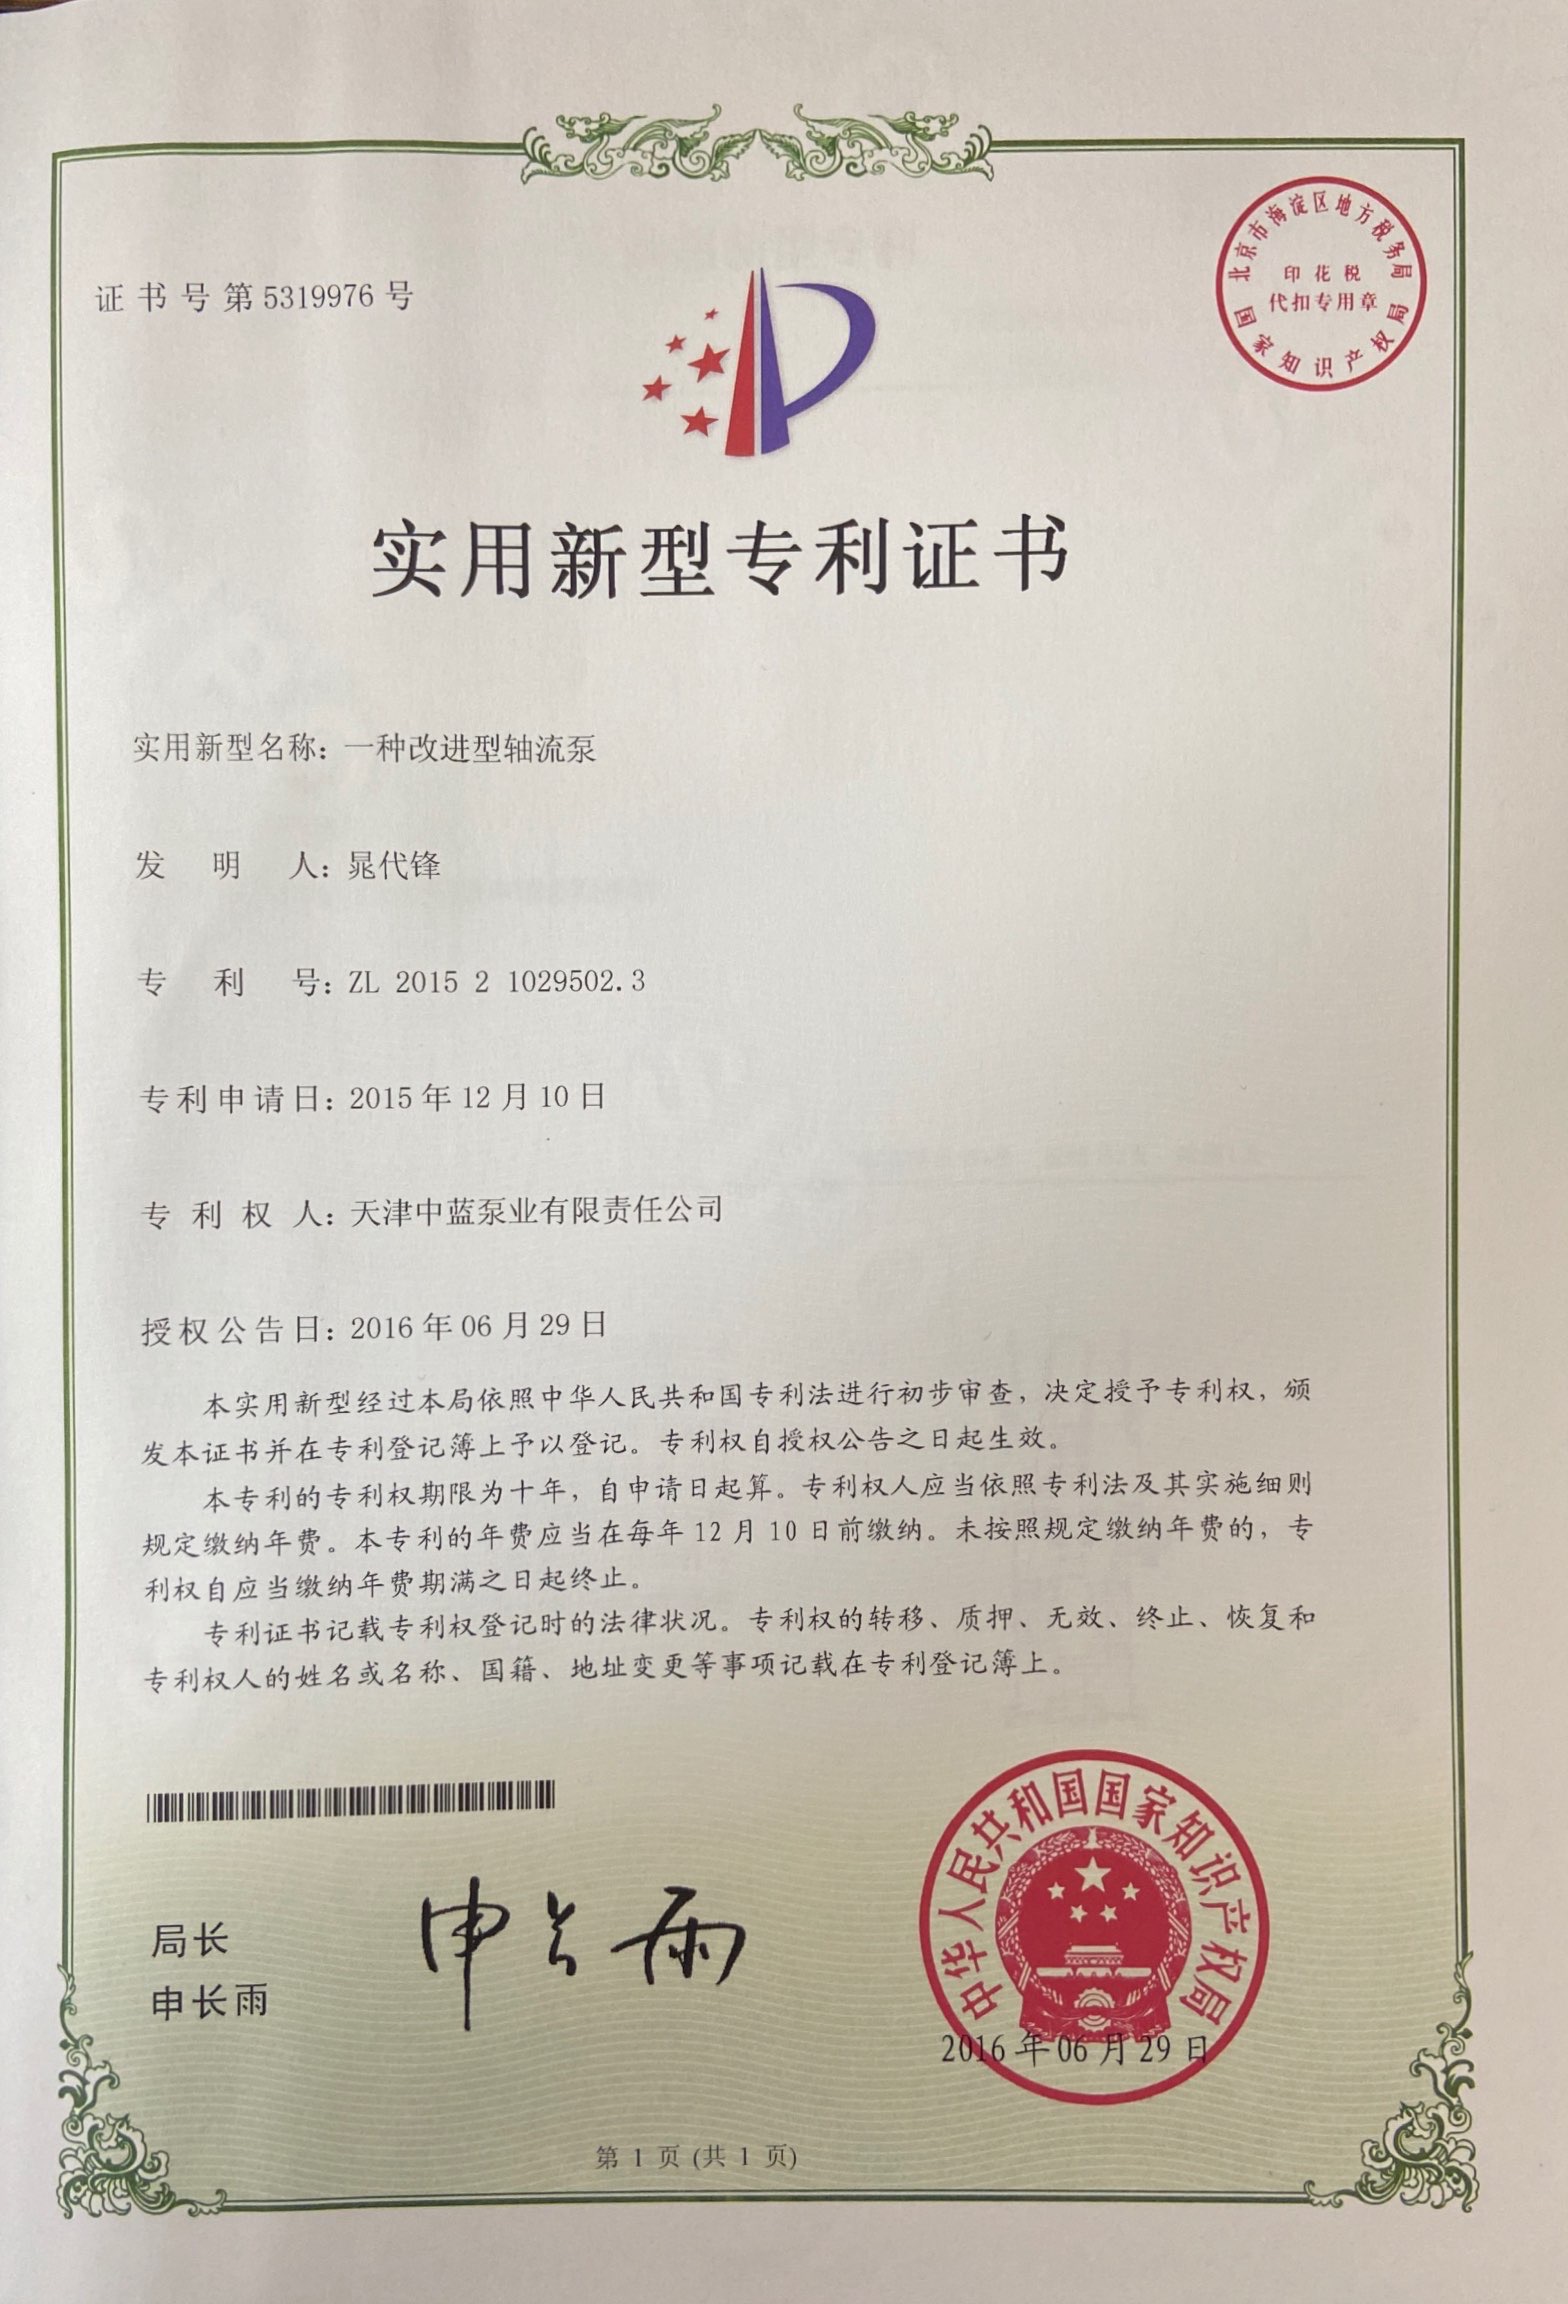 证书号第5319976号
北京市海淀区地方税务局
印花税
代扣专用章
国家知识产权局
实用新型专利证书
实用新型名称：一种改进型轴流泵
发明人：晁代锋
专利号：ZL 2015 2 1029502.3
专利申请日：2015年12月10日
专利权人：天津中蓝泵业有限责任公司
授权公告日：2016年06月29日
本实用新型经过本局依照中华人民共和国专利法进行初步审查，决定授予专利权，颁
发本证书并在专利登记簿上予以登记。专利权自授权公告之日起生效。
本专利的专利权期限为十年，自申请日起算。专利权人应当依照专利法及其实施细则
规定缴纳年费。本专利的年费应当在每年12月10日前缴纳。未按照规定缴纳年费的，专
利权自应当缴纳年费期满之日起终止。
专利证书记载专利权登记时的法律状况。专利权的转移、质押、无效、终止、恢复和
专利权人的姓名或名称、国籍、地址变更等事项记载在专利登记簿上。
局长
申长雨
申长雨
中华人民共和国国家知识产权局
2016年06月29日
第 1 页 (共 1 页)